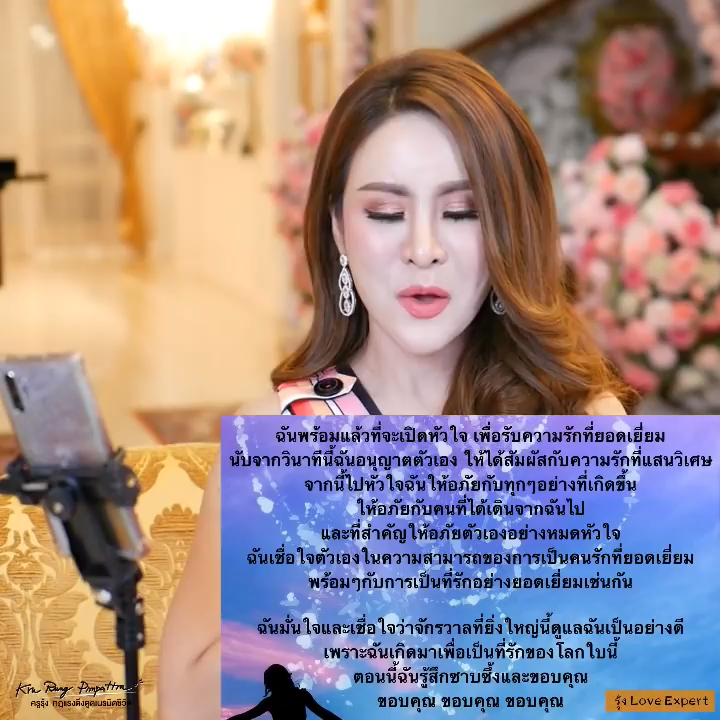 ฉันพร้อมแล้วที่จะเปิดหัวใจ เพื่อรับความรักที่ยอดเยี่ยม
นับจากวินาทีนี้ฉันอนุญาตตัวเอง ให้ได้สัมผัสกับความรักที่แสนวิเศษ
จากนี้ไปหัวใจฉันให้อภัยกับทุกๆอย่างที่เกิดขึ้น
ให้อภัยกับคนที่ได้เดินจากฉันไป
และที่สำคัญให้อภัยตัวเองอย่างหมดหัวใจ
ฉันเชื่อใจตัวเองในความสามารถของการเป็นคนรักที่ยอดเยี่ยม
พร้อมๆกับการเป็นที่รักอย่างยอดเยี่ยมเช่นกัน
ฉันมั่นใจและเชื่อใจว่าจักรวาลที่ยิ่งใหญ่นี้ดูแลฉันเป็นอย่างดี
เพราะฉันเกิดมาเพื่อเป็นที่รักของโลกใบนี้
ตอนนี้ฉันรู้สึกซาบซึ้งและขอบคุณ
ขอบคุณ ขอบคุณ ขอบคุณ
รุ้ง Love Expert
ครูรุ้ง กฎแรงดึงดูดเนรมิตชีวิต